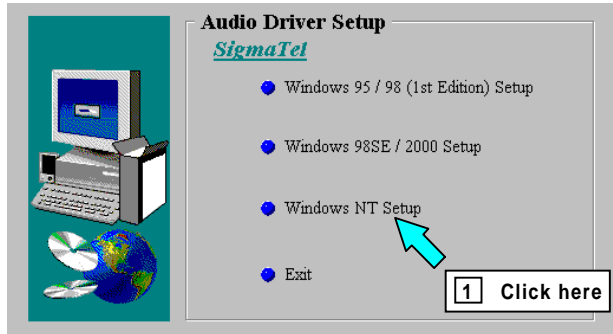 Audio Driver Setup
SigmaTel
Windows 95 / 98 (1st Edition) Setup
Windows 98SE / 2000 Setup
Windows NT Setup
Exit
1 Click here